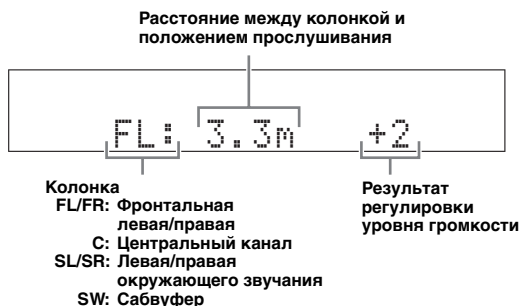 Расстояние между колонкой и
положением прослушивания
FL: 3.3m +2
Колонка
FL/FR: Фронтальная
левая/правая
C: Центральный канал
SL/SR: Левая/правая
окружающего звучания
SW: Сабвуфер
Результат
регулировки
уровня громкости